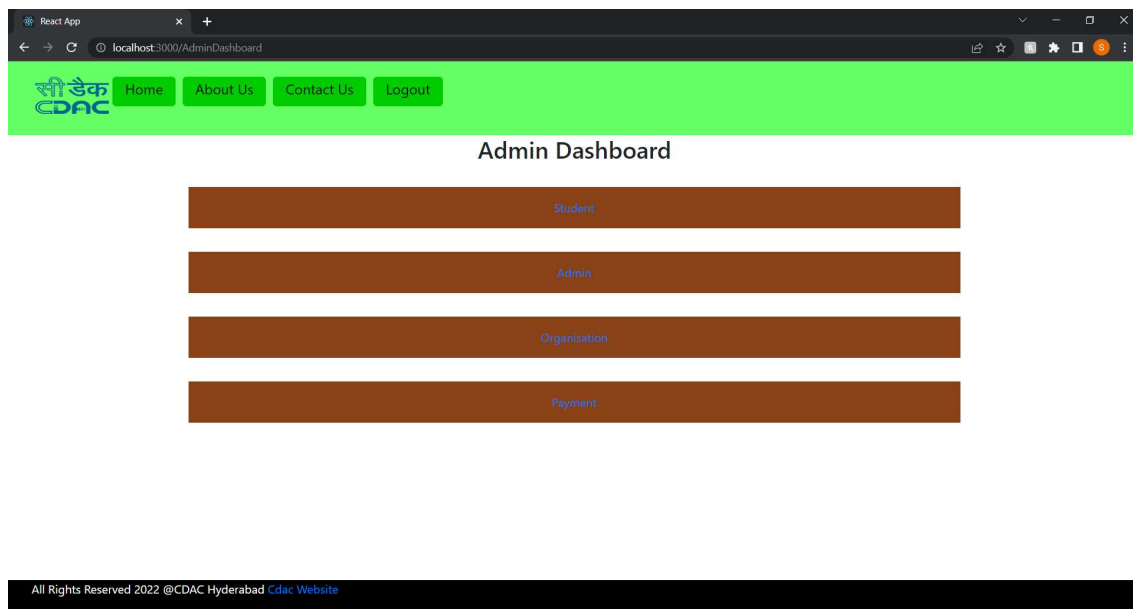 React App
localhost:3000/AdminDashboard
S
सी डैक
CDAC
Home About Us Contact Us Logout
Admin Dashboard
Student
Admin
Organisation
Payment
All Rights Reserved 2022 @CDAC Hyderabad Cdac Website